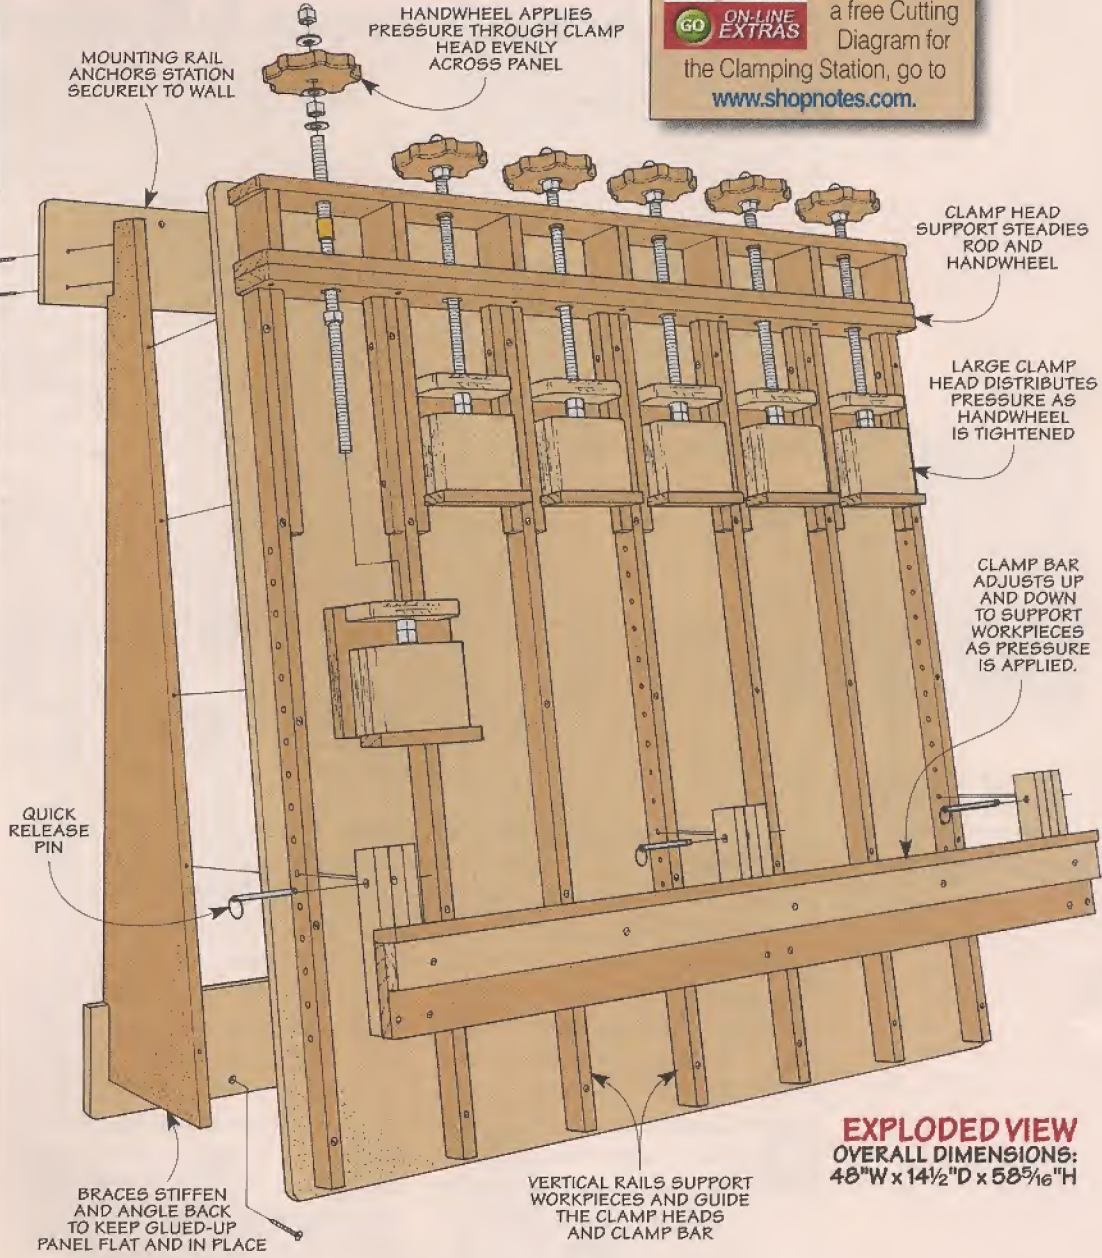 HANDWHEEL APPLIES
PRESSURE THROUGH CLAMP
HEAD EVENLY
ACROSS PANEL
GO ON-LINE
EXTRAS
a free Cutting
Diagram for
the Clamping Station, go to
www.shopnotes.com.
MOUNTING RAIL
ANCHORS STATION
SECURELY TO WALL
CLAMP HEAD
SUPPORT STEADIES
ROD AND
HANDWHEEL
LARGE CLAMP
HEAD DISTRIBUTES
PRESSURE AS
HANDWHEEL
IS TIGHTENED
CLAMP BAR
ADJUSTS UP
AND DOWN
TO SUPPORT
WORKPIECES
AS PRESSURE
IS APPLIED.
QUICK
RELEASE
PIN
BRACES STIFFEN
AND ANGLE BACK
TO KEEP GLUED-UP
PANEL FLAT AND IN PLACE
VERTICAL RAILS SUPPORT
WORKPIECES AND GUIDE
THE CLAMP HEADS
AND CLAMP BAR
EXPLODED VIEW
OVERALL DIMENSIONS:
48"W x 14½"D x 58⁵⁄₁₆"H